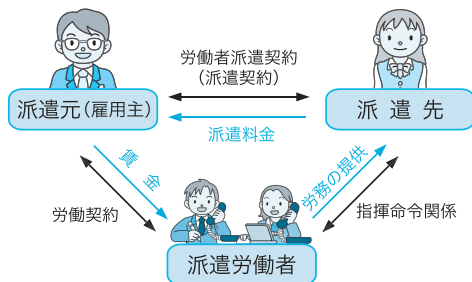 労働者派遣契約
(派遣契約)
派遣元(雇用主)
派遣先
派遣料金
賃金
労務の提供
労働契約
指揮命令関係
派遣労働者